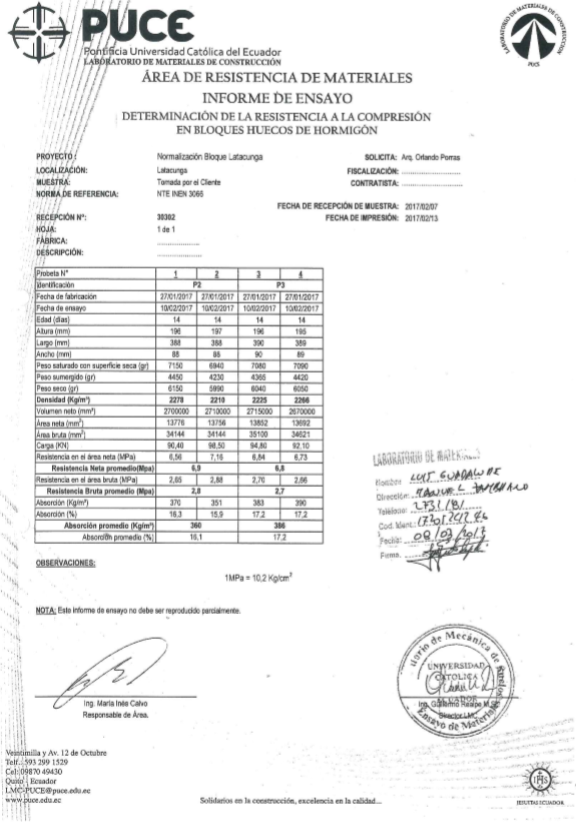 PUCE
Pontificia Universidad Católica del Ecuador
LABORATORIO DE MATERIALES DE CONSTRUCCIÓN
LABORATORIO DE MATERIALES DE CONSTRUCCIÓN
PUCE
ÁREA DE RESISTENCIA DE MATERIALES
INFORME DE ENSAYO
DETERMINACIÓN DE LA RESISTENCIA A LA COMPRESIÓN
EN BLOQUES HUECOS DE HORMIGÓN
PROYECTO: Normalización Bloque Latacunga SOLICITA: Arq. Orlando Porras
LOCALIZACIÓN: Latacunga FISCALIZACIÓN: ....................
MUESTRA: Tomada por el Cliente CONTRATISTA: ....................
NORMA DE REFERENCIA: NTE INEN 3066
FECHA DE RECEPCIÓN DE MUESTRA: 2017/02/07
RECEPCIÓN Nº: 30392 FECHA DE IMPRESIÓN: 2017/02/13
HOJA: 1 de 1
FÁBRICA: ..............
DESCRIPCIÓN: ..............
Probeta Nº 1 2 3 4
Identificación P2 P3
Fecha de fabricación 27/01/2017 27/01/2017 27/01/2017 27/01/2017
Fecha de ensayo 10/02/2017 10/02/2017 10/02/2017 10/02/2017
Edad (días) 14 14 14 14
Altura (mm) 196 197 196 195
Largo (mm) 388 388 390 389
Ancho (mm) 88 88 90 89
Peso saturado con superficie seca (gr) 7150 6940 7080 7090
Peso sumergido (gr) 4450 4230 4365 4420
Peso seco (gr) 6150 5990 6040 6050
Densidad (Kg/m³) 2278 2210 2225 2266
Volumen neto (mm³) 2700000 2710000 2715000 2670000
Área neta (mm²) 13776 13756 13852 13692
Área bruta (mm²) 34144 34144 35100 34621
Carga (KN) 90,40 98,50 94,80 92,10
Resistencia en el área neta (MPa) 6,56 7,16 6,84 6,73
Resistencia Neta promedio(Mpa) 6,9 6,8
Resistencia en el área bruta (MPa) 2,65 2,88 2,70 2,66
Resistencia Bruta promedio(Mpa) 2,8 2,7
Absorción (Kg/m³) 370 351 383 390
Absorción (%) 16,3 15,9 17,2 17,2
Absorción promedio (Kg/m³) 360 386
Absorción promedio (%) 16,1 17,2
LABORATORIO DE MATERIALES
Nombre LUIS GUADALUPE
Dirección:
Teléfono: 2731/81
Cod. Ident.:
Fecha: 08/03/2017
Firma.
OBSERVACIONES:
1MPa = 10,2 Kg/cm²
NOTA: Este informe de ensayo no debe ser reproducido parcialmente.
Ing. María Inés Calvo
Responsable de Área.
Laboratorio de Mecánica de Suelos
UNIVERSIDAD
CATOLICA
ECUADOR
Ing. Guillermo Realpe M.Sc.
Director LMC
Ensayo de Materiales
Veintimilla y Av. 12 de Octubre
Telf.: 593 299 1529
Cel: 09870 49430
Quito - Ecuador
LMC-PUCE@puce.edu.ec
www.puce.edu.ec
Solidarios en la construcción, excelencia en la calidad...
IHS
JESUITAS ECUADOR